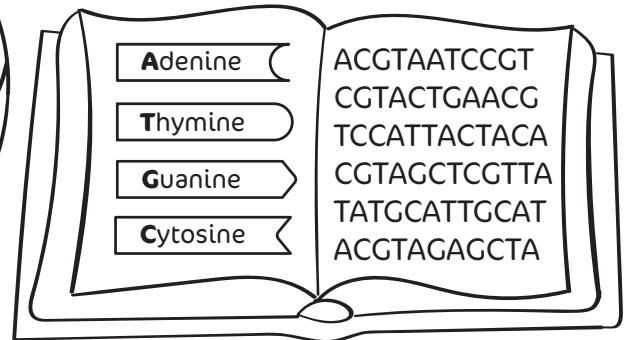 Adenine
Thymine
Guanine
Cytosine
ACGTAATCCGT
CGTACTGAACG
TCCATTACTACA
CGTAGCTCGTTA
TATGCATTGCAT
ACGTAGAGCTA